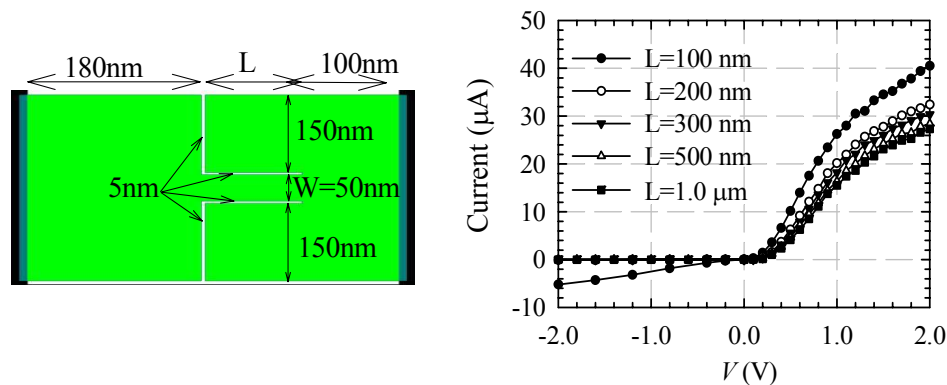 180nm
L
100nm
150nm
5nm
W=50nm
150nm
50
40
30
20
10
0
-10
Current (μA)
L=100 nm
L=200 nm
L=300 nm
L=500 nm
L=1.0 μm
-2.0
-1.0
0.0
1.0
2.0
V (V)